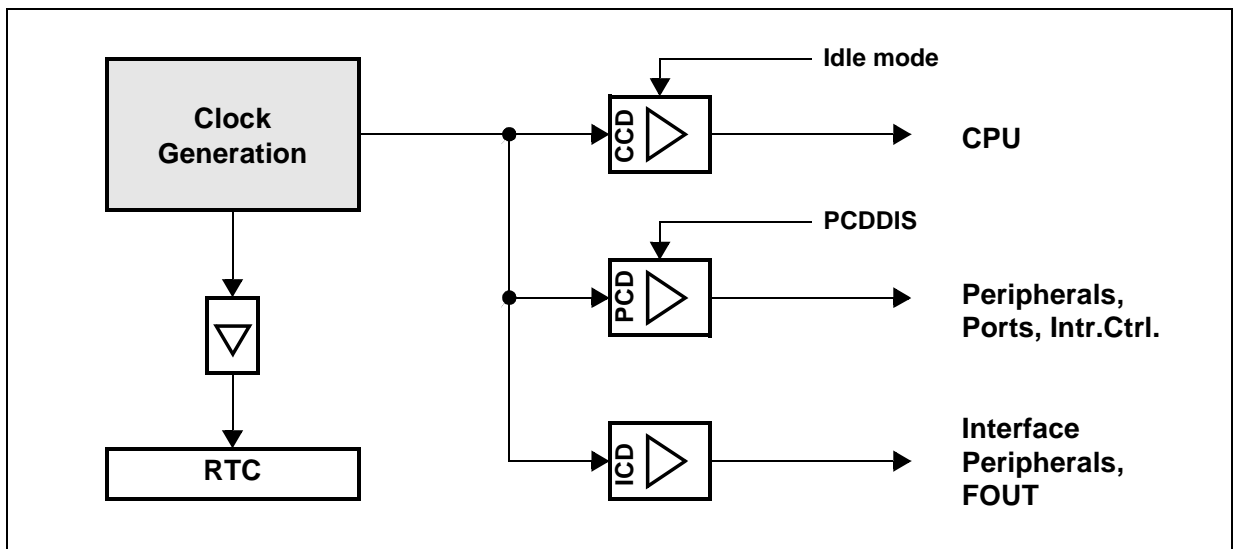 Idle mode
Clock
Generation
CCD
CPU
PCDDIS
PCD
Peripherals,
Ports, Intr.Ctrl.
RTC
ICD
Interface
Peripherals,
FOUT